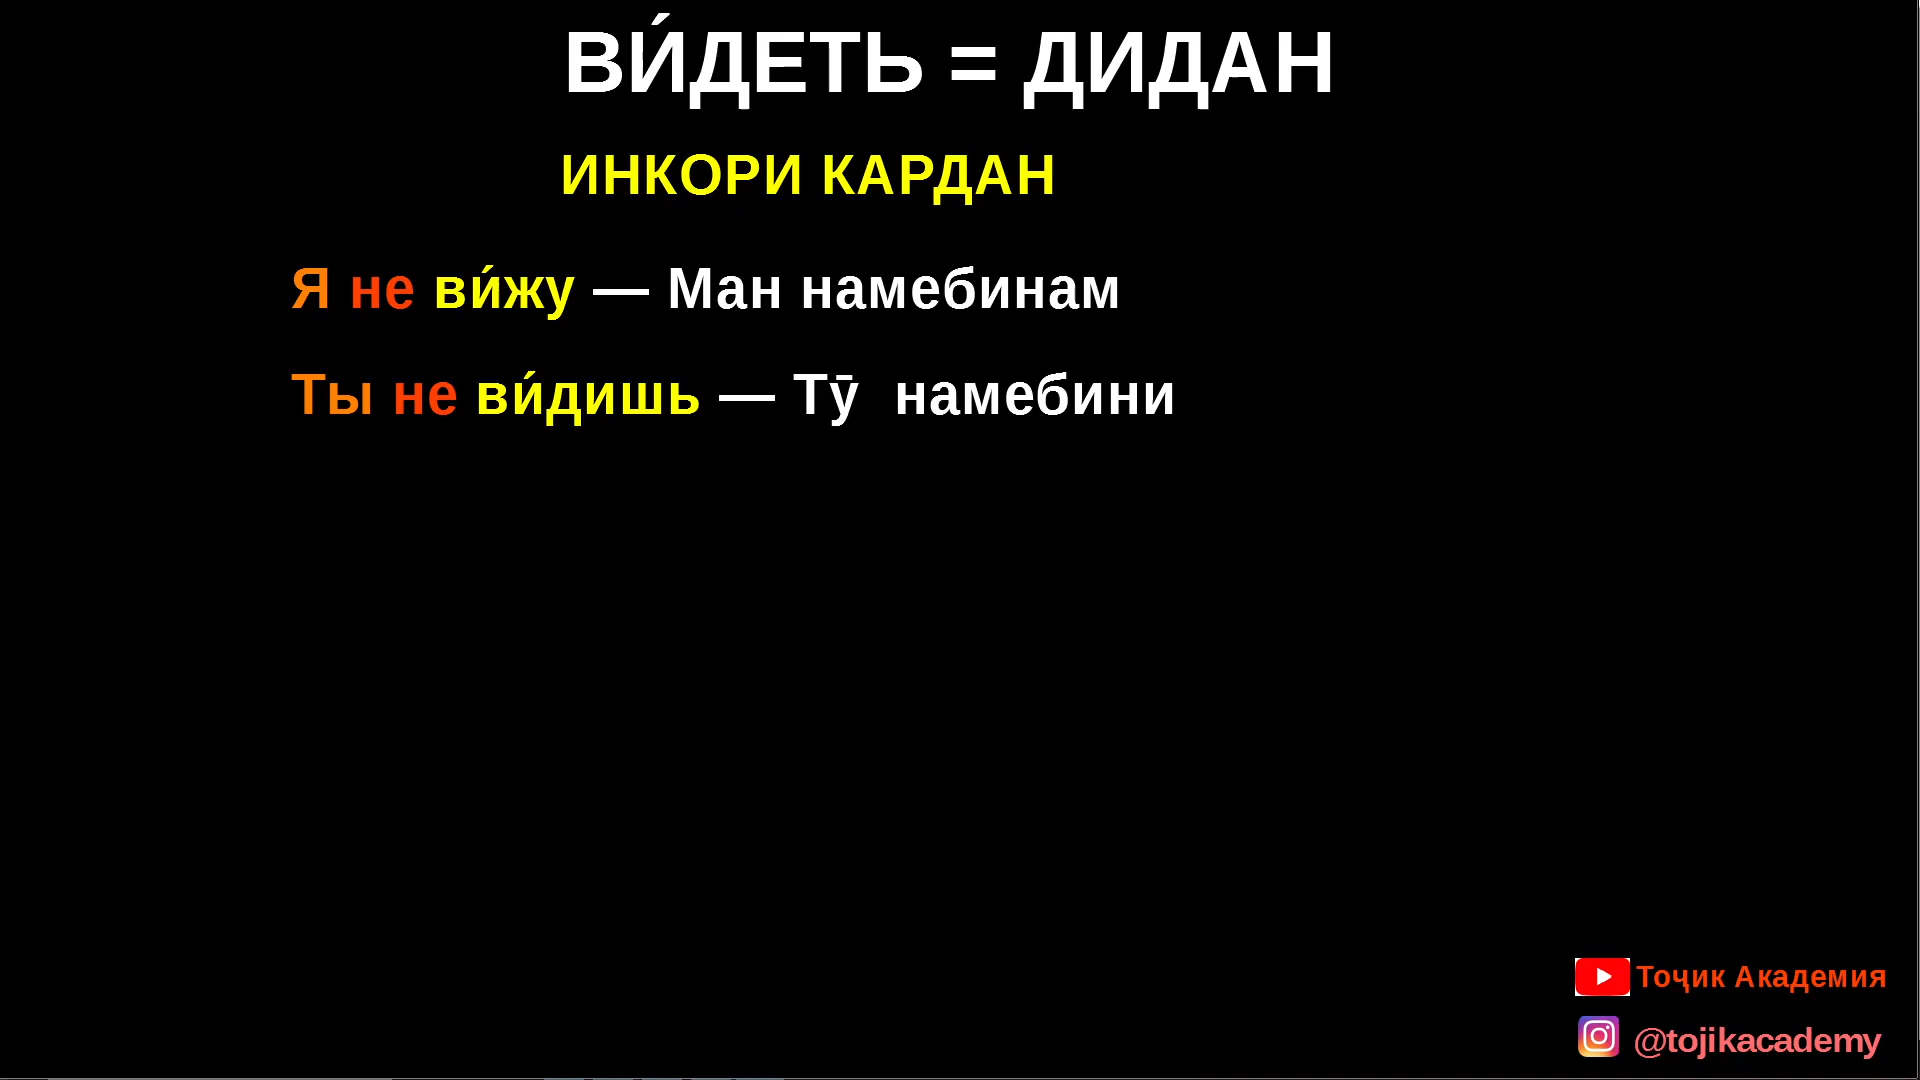 ВИ́ДЕТЬ = ДИДАН
ИНКОРИ КАРДАН
Я не ви́жу — Ман намебинам
Ты не ви́дишь — Тӯ  намебини
Тоҷик Академия
@tojikacademy